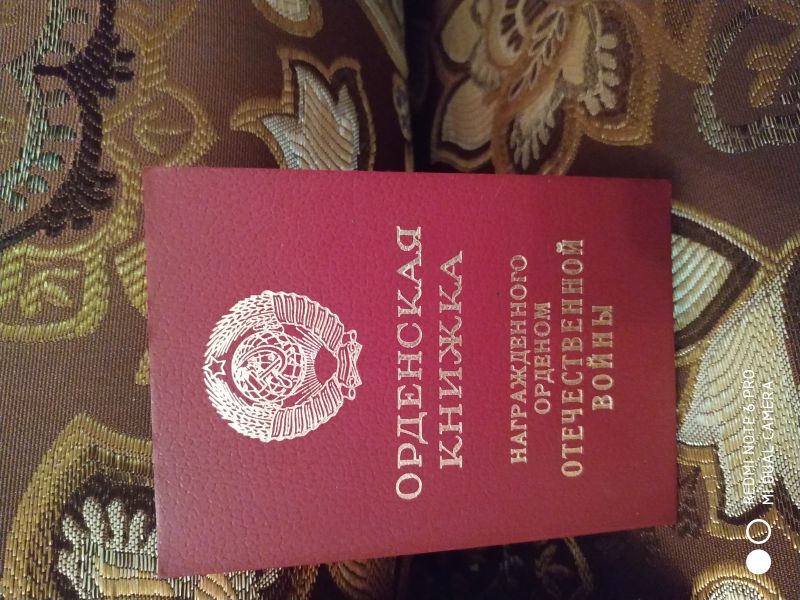 ОРДЕНСКАЯ
КНИЖКА
НАГРАЖДЕННОГО
ОРДЕНОМ
ОТЕЧЕСТВЕННОЙ
ВОЙНЫ
REDMI NOTE 6 PRO
MI DUAL CAMERA